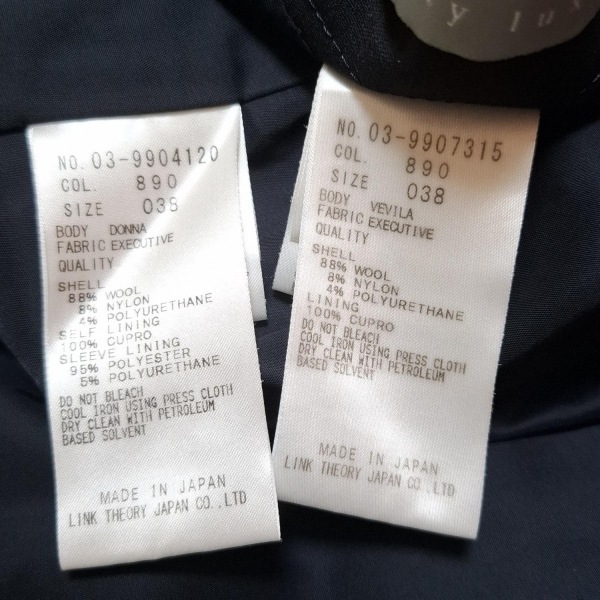 y lux
NO. 03-9904120
COL. 890
SIZE 038
BODY DONNA
FABRIC EXECUTIVE
QUALITY
SHELL
88% WOOL
8% NYLON
4% POLYURETHANE
SELF LINING
100% CUPRO
SLEEVE LINING
95% POLYESTER
5% POLYURETHANE
DO NOT BLEACH
COOL IRON USING PRESS CLOTH
DRY CLEAN WITH PETROLEUM
BASED SOLVENT
MADE IN JAPAN
LINK THEORY JAPAN CO.,LTD
NO. 03-9907315
COL. 890
SIZE 038
BODY VEVILA
FABRIC EXECUTIVE
QUALITY
SHELL
88% WOOL
8% NYLON
4% POLYURETHANE
LINING
100% CUPRO
DO NOT BLEACH
COOL IRON USING PRESS CLOTH
DRY CLEAN WITH PETROLEUM
BASED SOLVENT
MADE IN JAPAN
LINK THEORY JAPAN CO.,LTD